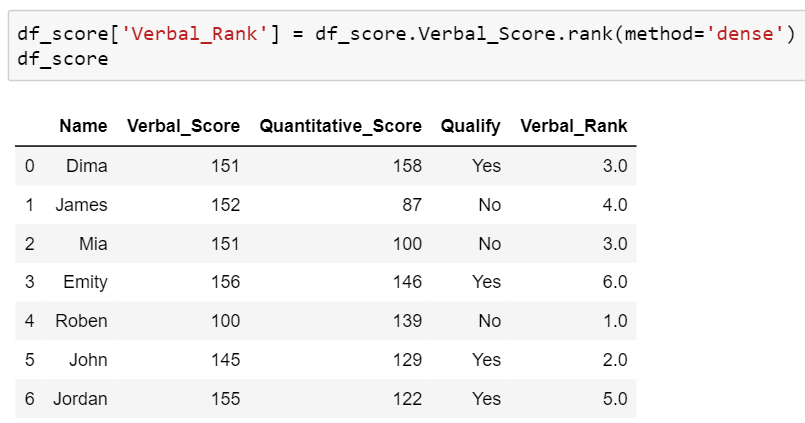 df_score['Verbal_Rank'] = df_score.Verbal_Score.rank(method='dense')
df_score
Name Verbal_Score Quantitative_Score Qualify Verbal_Rank
0 Dima 151 158 Yes 3.0
1 James 152 87 No 4.0
2 Mia 151 100 No 3.0
3 Emity 156 146 Yes 6.0
4 Roben 100 139 No 1.0
5 John 145 129 Yes 2.0
6 Jordan 155 122 Yes 5.0